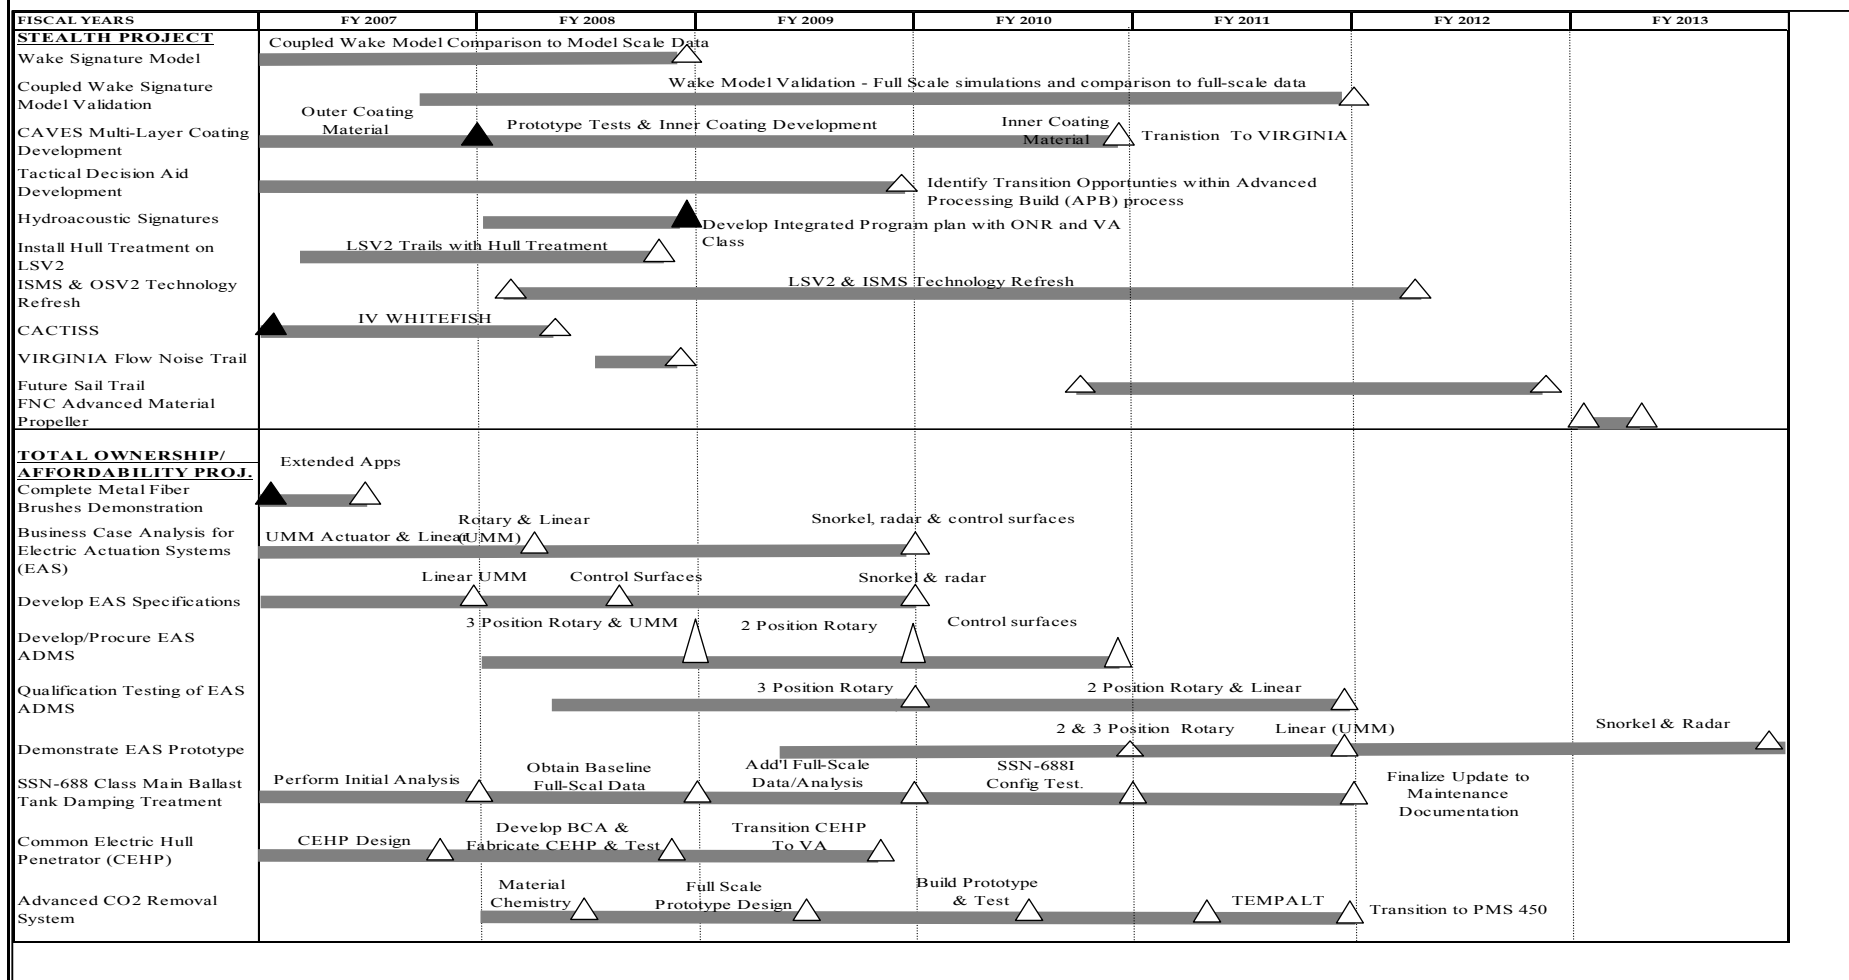 FISCAL YEARS FY 2007 FY 2008 FY 2009 FY 2010 FY 2011 FY 2012 FY 2013
STEALTH PROJECT
Coupled Wake Model Comparison to Model Scale Data
Wake Signature Model
Coupled Wake Signature
Model Validation
Wake Model Validation - Full Scale simulations and comparison to full-scale data
Outer Coating
Material
Prototype Tests & Inner Coating Development
Inner Coating
Material
Tranistion To VIRGINIA
CAVES Multi-Layer Coating
Development
Tactical Decision Aid
Development
Identify Transition Opportunties within Advanced
Processing Build (APB) process
Hydroacoustic Signatures
Develop Integrated Program plan with ONR and VA
Class
Install Hull Treatment on
LSV2
LSV2 Trails with Hull Treatment
ISMS & OSV2 Technology
Refresh
LSV2 & ISMS Technology Refresh
CACTISS
IV WHITEFISH
VIRGINIA Flow Noise Trail
Future Sail Trail
FNC Advanced Material
Propeller
TOTAL OWNERSHIP/
AFFORDABILITY PROJ.
Extended Apps
Complete Metal Fiber
Brushes Demonstration
Business Case Analysis for
Electric Actuation Systems
(EAS)
UMM Actuator & Linear
Rotary & Linear
(UMM)
Snorkel, radar & control surfaces
Develop EAS Specifications
Linear UMM
Control Surfaces
Snorkel & radar
Develop/Procure EAS
ADMS
3 Position Rotary & UMM
2 Position Rotary
Control surfaces
Qualification Testing of EAS
ADMS
3 Position Rotary
2 Position Rotary & Linear
Demonstrate EAS Prototype
2 & 3 Position Rotary
Linear (UMM)
Snorkel & Radar
SSN-688 Class Main Ballast
Tank Damping Treatment
Perform Initial Analysis
Obtain Baseline
Full-Scal Data
Add'l Full-Scale
Data/Analysis
SSN-688I
Config Test.
Finalize Update to
Maintenance
Documentation
Common Electric Hull
Penetrator (CEHP)
CEHP Design
Develop BCA &
Fabricate CEHP & Test
Transition CEHP
To VA
Advanced CO2 Removal
System
Material
Chemistry
Full Scale
Prototype Design
Build Prototype
& Test
TEMPALT
Transition to PMS 450